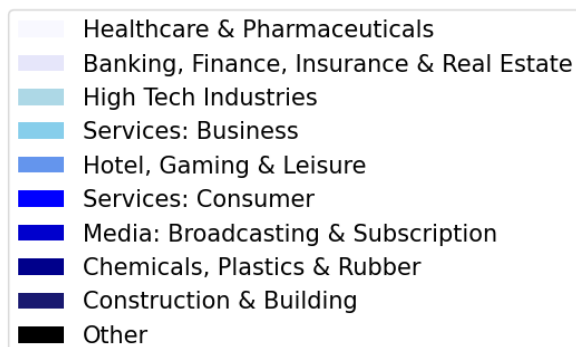 Healthcare & Pharmaceuticals
Banking, Finance, Insurance & Real Estate
High Tech Industries
Services: Business
Hotel, Gaming & Leisure
Services: Consumer
Media: Broadcasting & Subscription
Chemicals, Plastics & Rubber
Construction & Building
Other